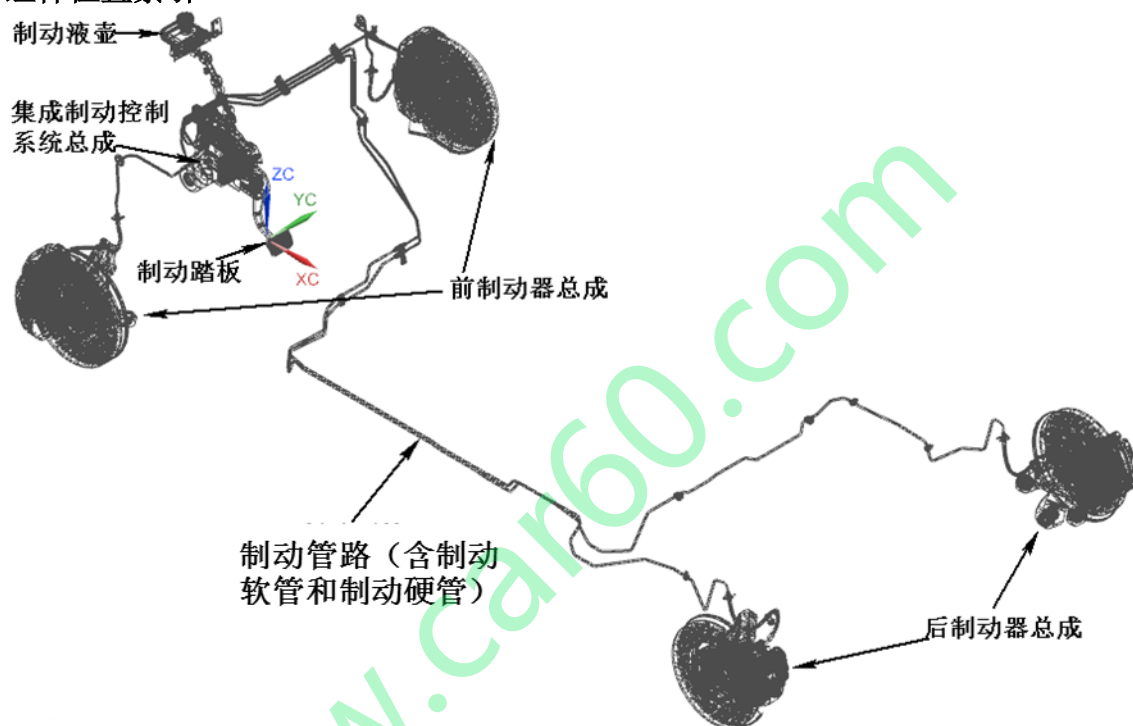 制动液壶
集成制动控制
系统总成
ZC
YC
XC
制动踏板
前制动器总成
制动管路（含制动
软管和制动硬管）
后制动器总成
w.car60.com